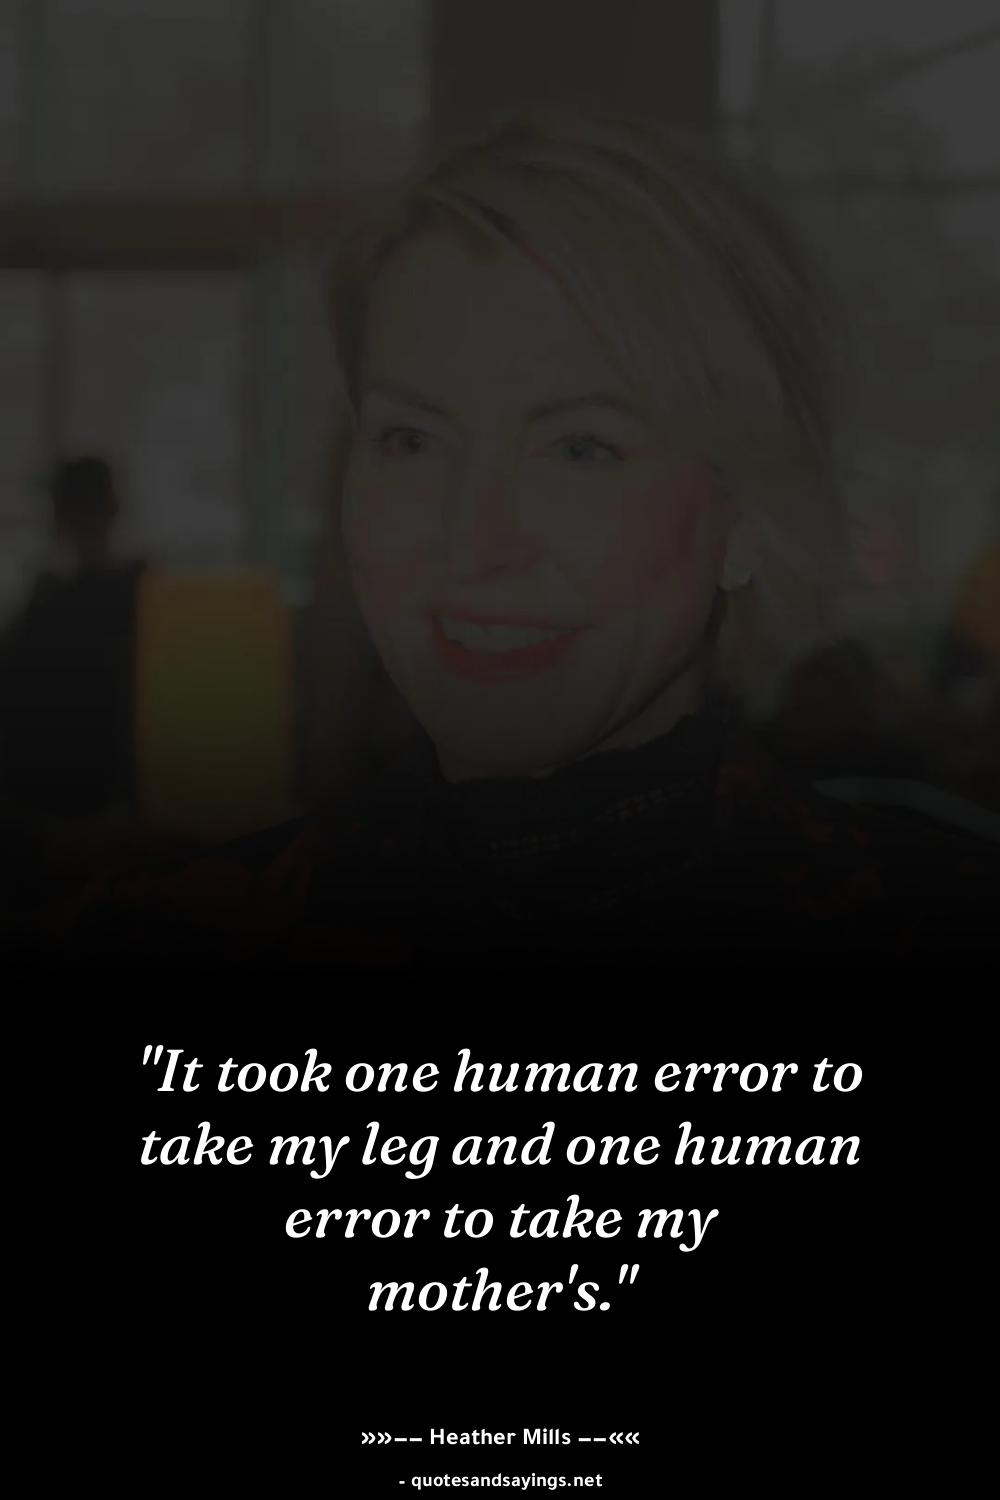 "It took one human error to
take my leg and one human
error to take my
mother's."
»»–– Heather Mills ––««
- quotesandsayings.net